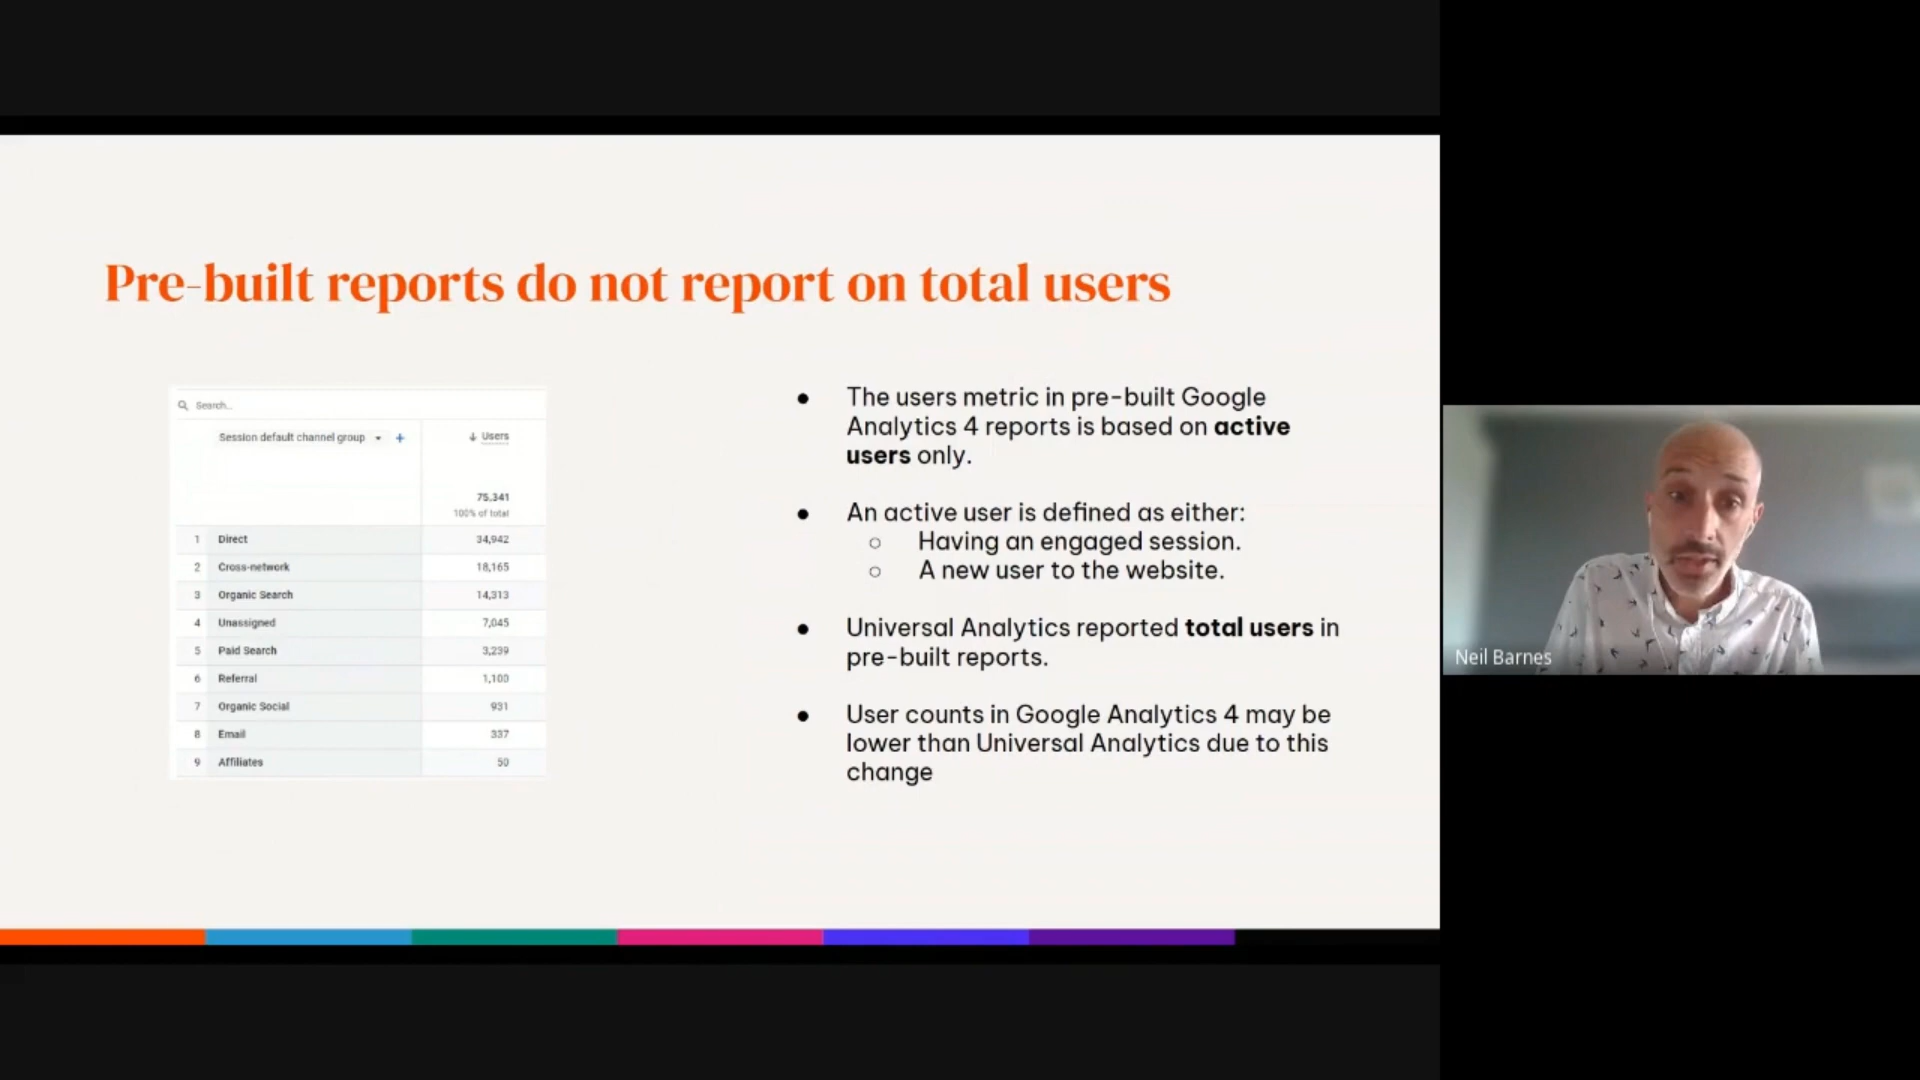 Pre-built reports do not report on total users
Search...
Session default channel group
Users
75,341
100% of total
1 Direct 34,942
2 Cross-network 18,165
3 Organic Search 14,313
4 Unassigned 7,045
5 Paid Search 3,239
6 Referral 1,100
7 Organic Social 931
8 Email 337
9 Affiliates 50
The users metric in pre-built Google
Analytics 4 reports is based on active
users only.
An active user is defined as either:
Having an engaged session.
A new user to the website.
Universal Analytics reported total users in
pre-built reports.
User counts in Google Analytics 4 may be
lower than Universal Analytics due to this
change
Neil Barnes